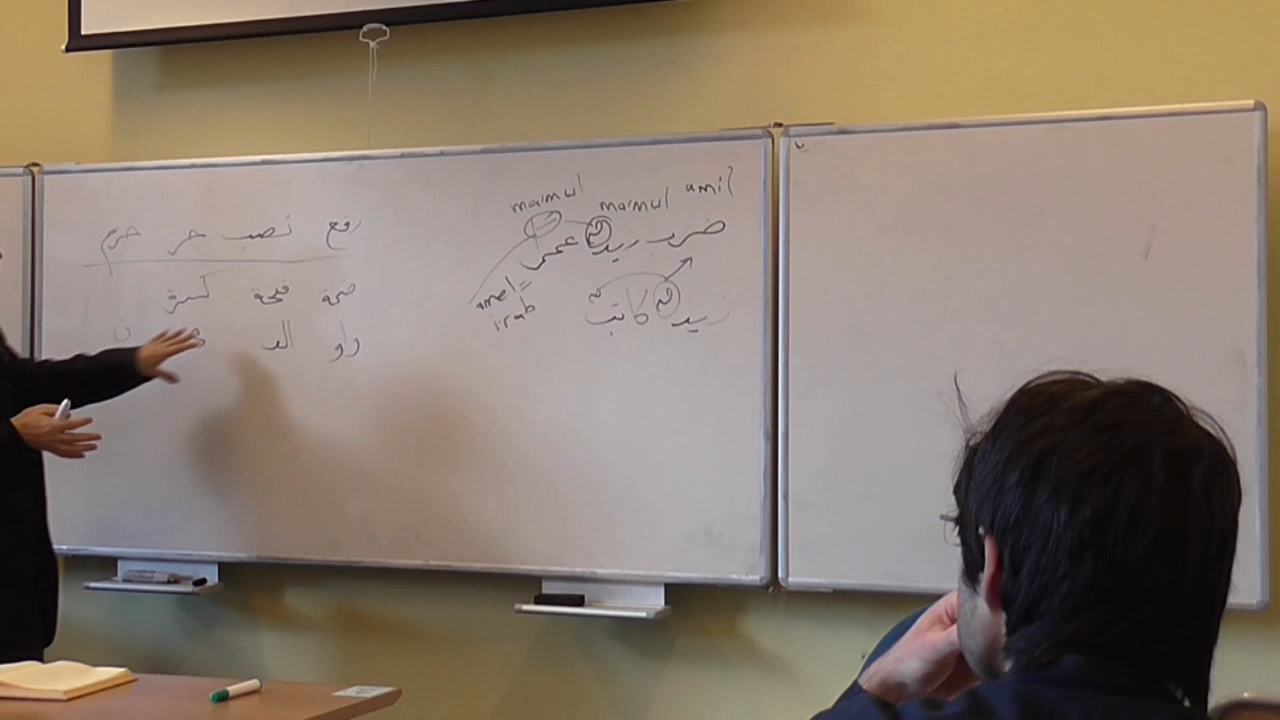 رفع نصب جر جزم
ضمة فتحة كسرة
واو الف
ma'mul ma'mul amil
ضرب زيد عمر
amel
irab
زيد كاتب